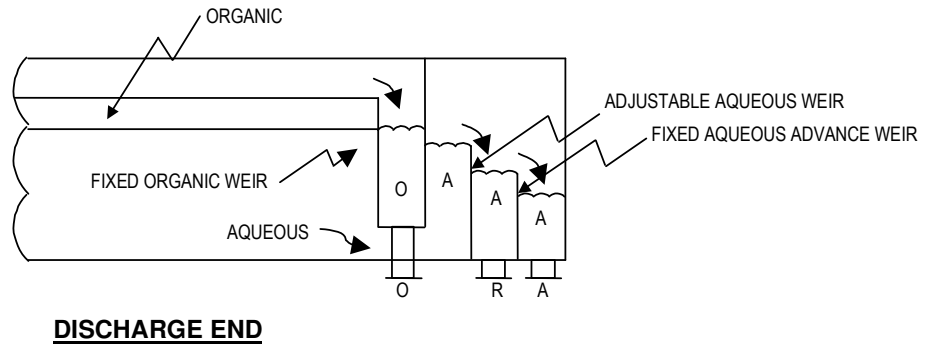 ORGANIC
ADJUSTABLE AQUEOUS WEIR
FIXED AQUEOUS ADVANCE WEIR
FIXED ORGANIC WEIR
O
A
A
A
AQUEOUS
O
R
A
DISCHARGE END